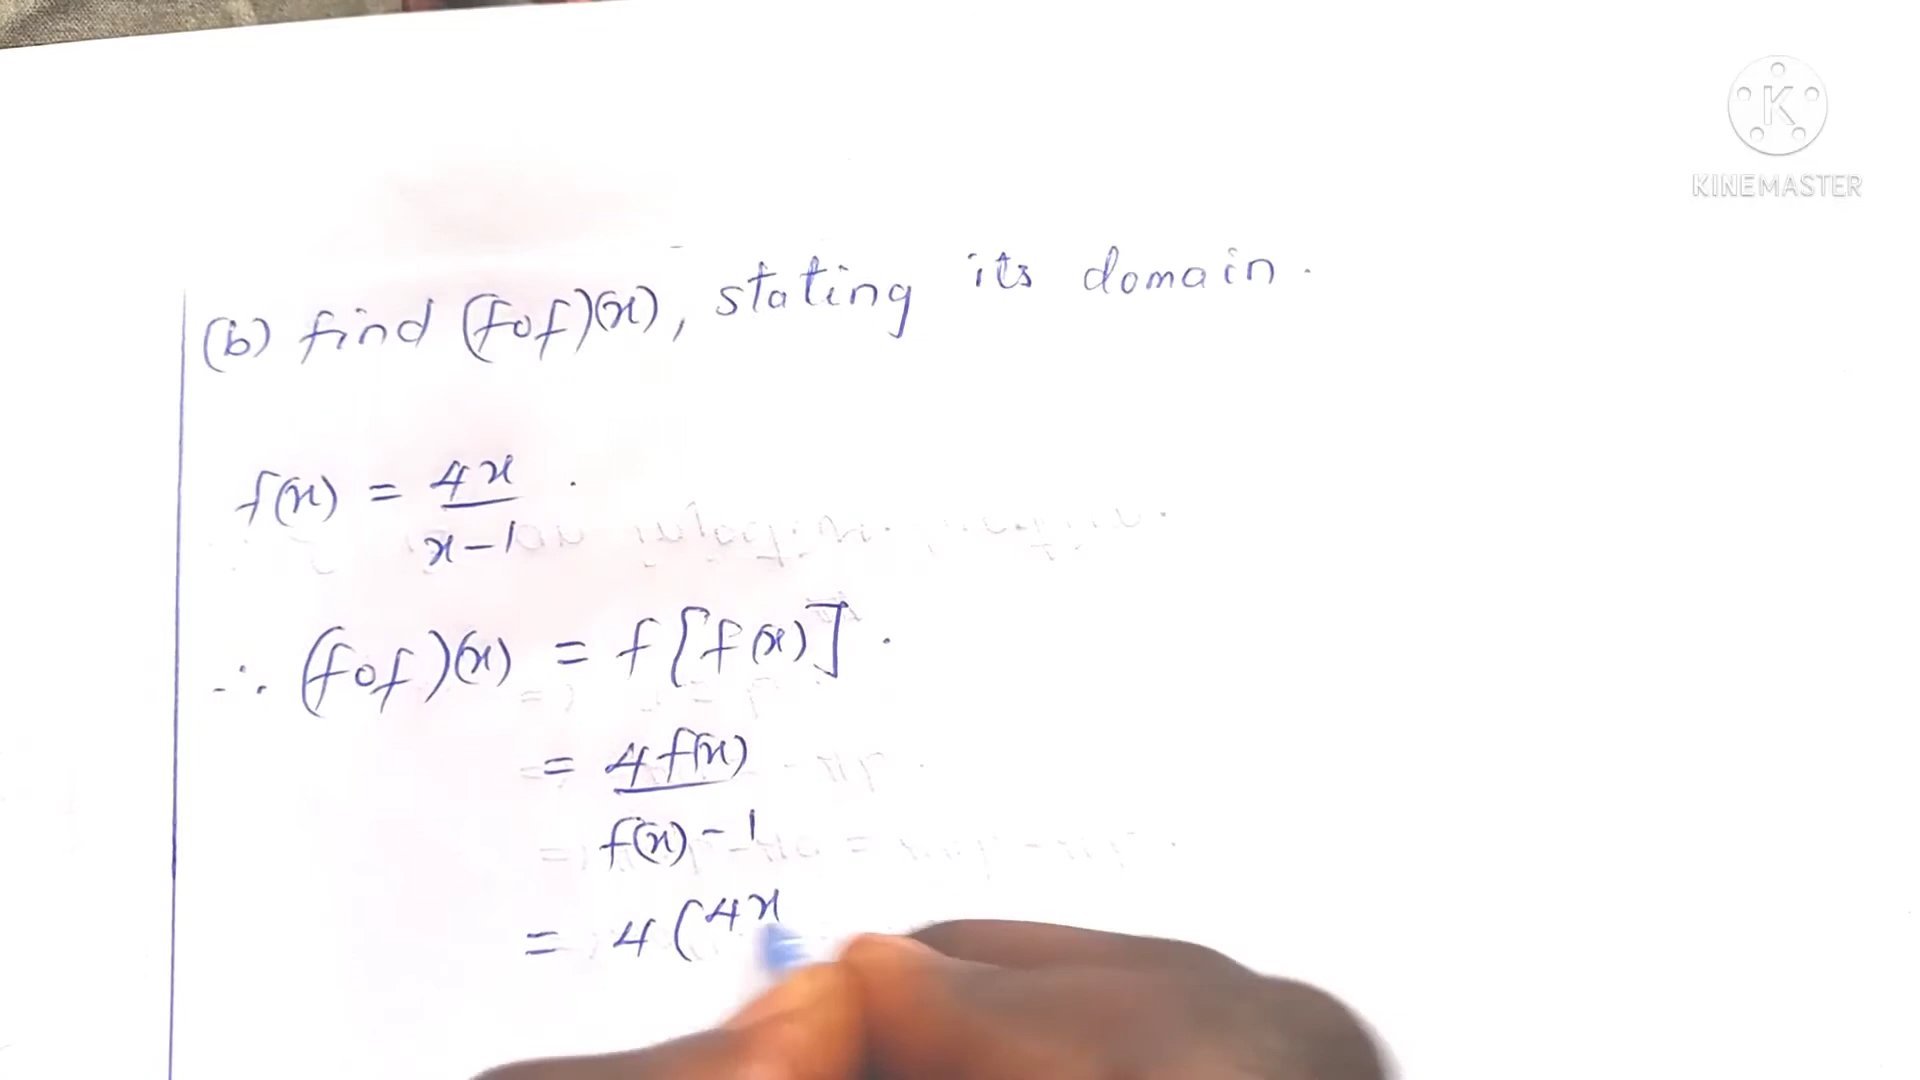 K
KINEMASTER
(b) find (fof)(x), stating its domain.
f(x) = 4x .
x-1
∴ (fof)(x) = f[f(x)] .
= 4f(x)
f(x) - 1
= 4(4x